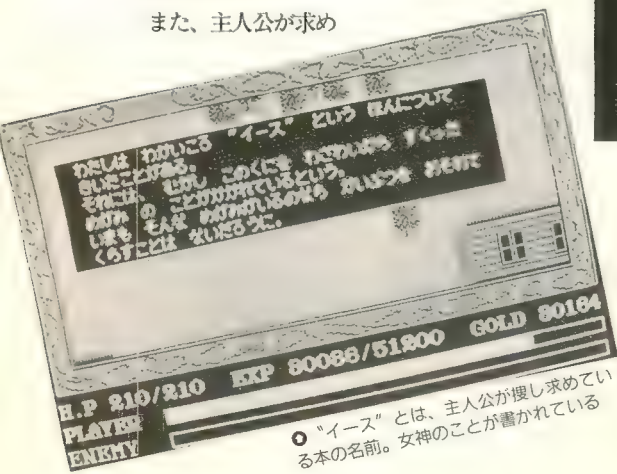 また、主人公が求め
わたしは わかいころ “イース” という ほんについて
きいたことがある。
それには、むかし このくにを わざわいから すくった
めがみ の ことがかかれているという。
いまも そんな めがみがいるのなら かいぶつを おそれて
くらすことは ないだろうに。
H.P 210/210 EXP 80086/51200 GOLD 80164
PLAYER
ENEMY
“イース”とは、主人公が捜し求めてい
る本の名前。女神のことが書かれている